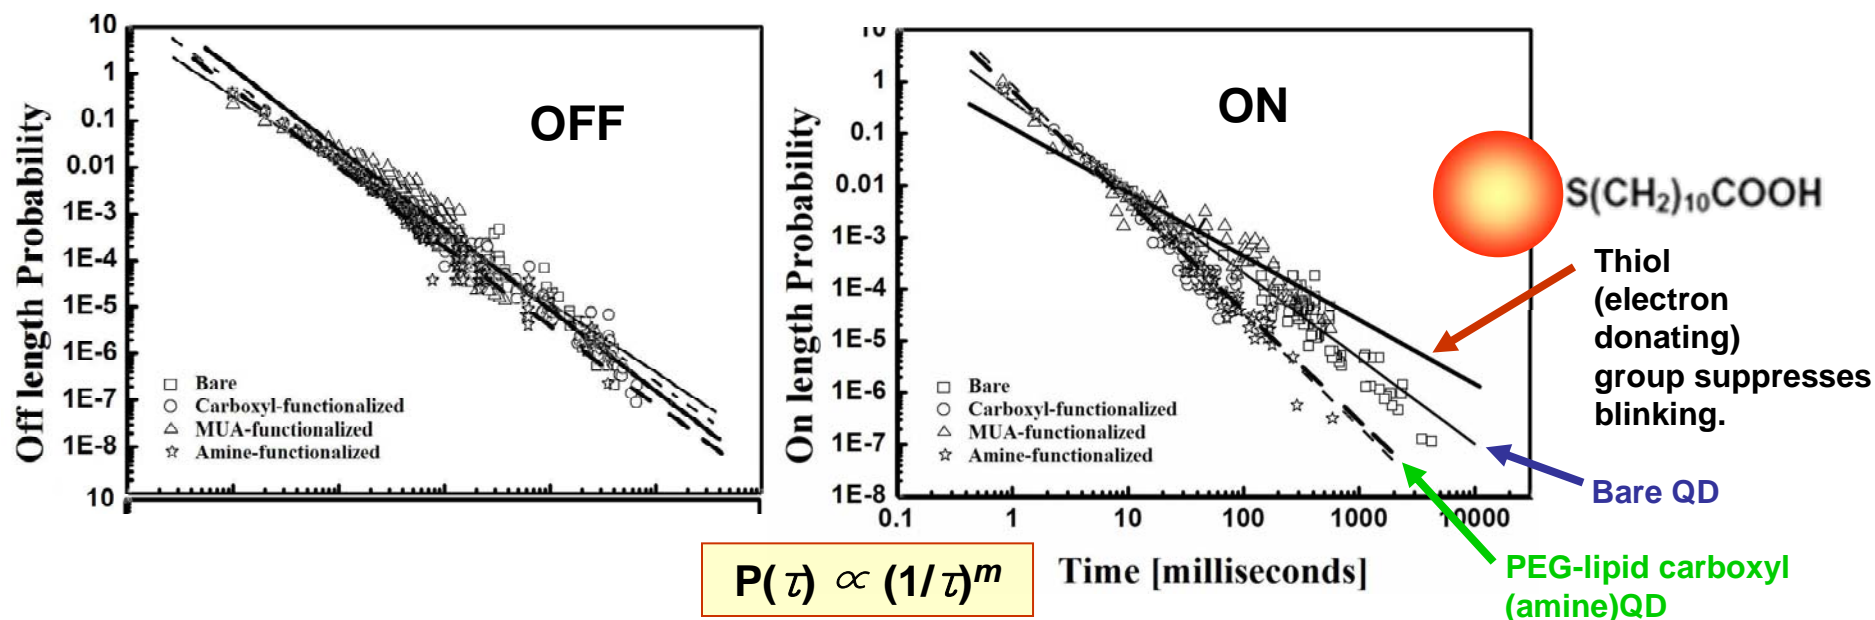 10
1
0.1
0.01
1E-3
1E-4
1E-5
1E-6
1E-7
1E-8
10
Off length Probability
OFF
Bare
Carboxyl-functionalized
MUA-functionalized
Amine-functionalized
10
1
0.1
0.01
1E-3
1E-4
1E-5
1E-6
1E-7
1E-8
On length Probability
ON
Bare
Carboxyl-functionalized
MUA-functionalized
Amine-functionalized
0.1 1 10 100 1000 10000
Time [milliseconds]
P(τ) ∝ (1/τ)^m
S(CH₂)₁₀COOH
Thiol
(electron
donating)
group suppresses
blinking.
Bare QD
PEG-lipid carboxyl
(amine)QD